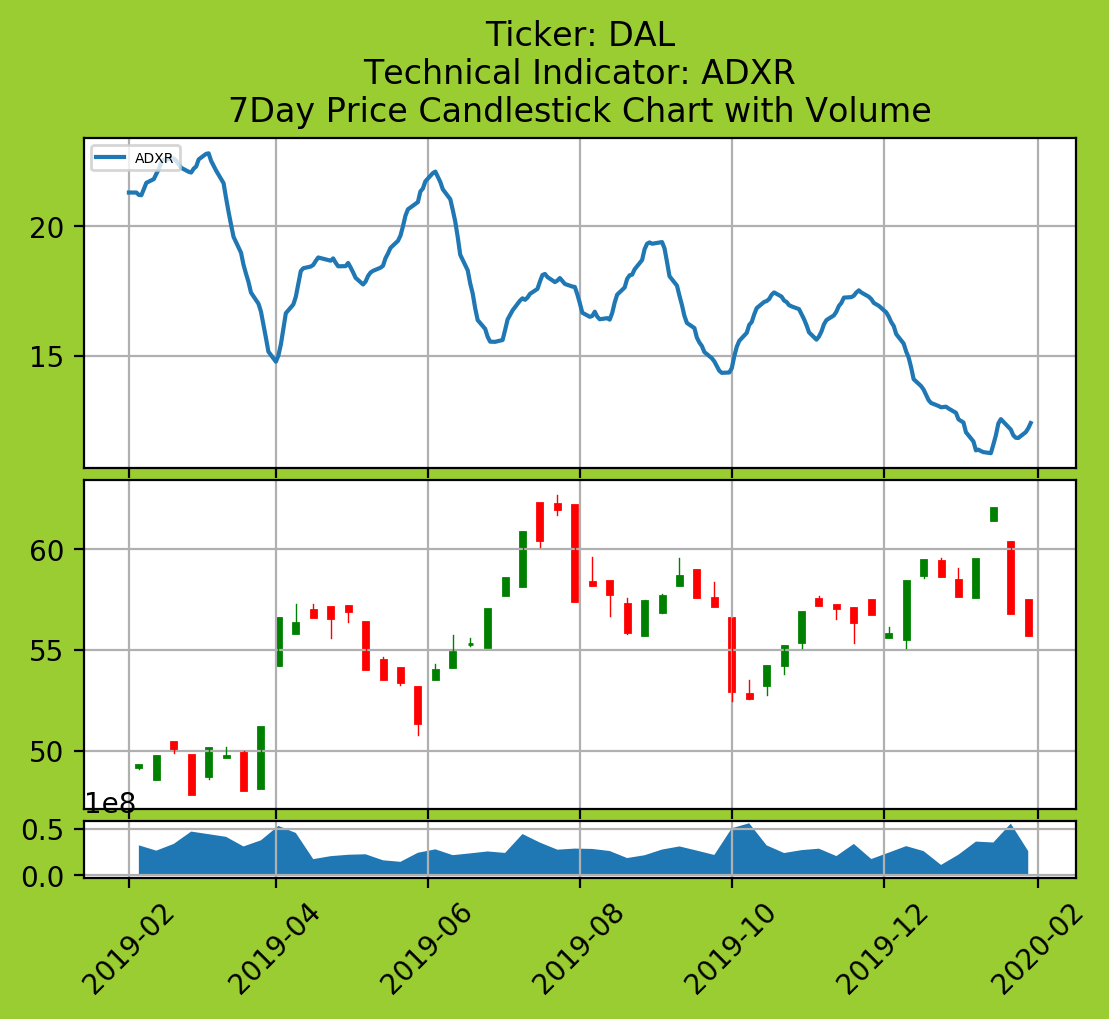 Ticker: DAL
Technical Indicator: ADXR
7Day Price Candlestick Chart with Volume
ADXR
20
15
60
55
50
1e8
0.5
0.0
2019-02
2019-04
2019-06
2019-08
2019-10
2019-12
2020-02